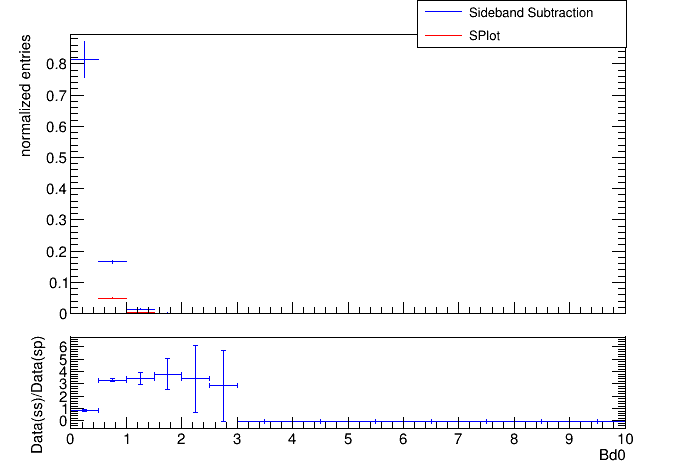 Sideband Subtraction
SPlot
normalized entries
0.8
0.7
0.6
0.5
0.4
0.3
0.2
0.1
0
Data(ss)/Data(sp)
6
5
4
3
2
1
0
0 1 2 3 4 5 6 7 8 9 10
Bd0